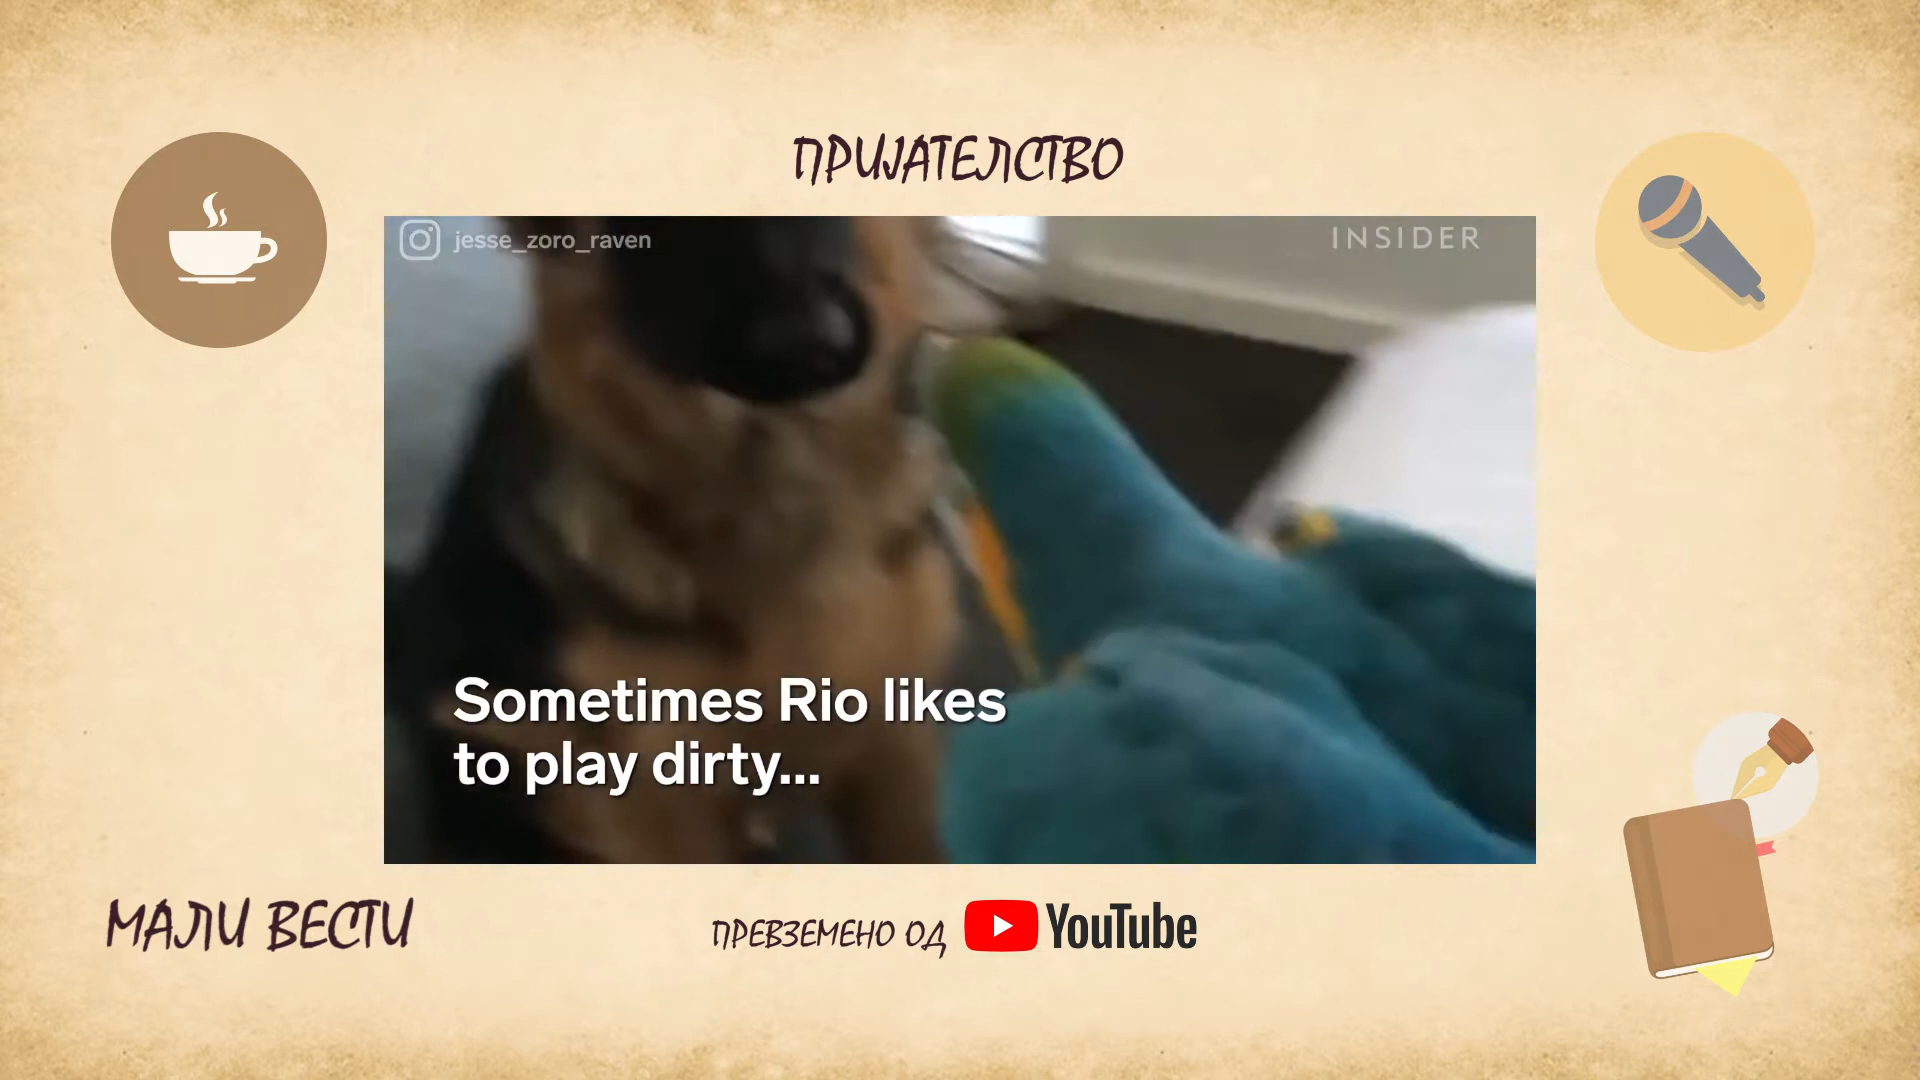 ПРИЈАТЕЛСТВО
jesse_zoro_raven
INSIDER
Sometimes Rio likes
to play dirty...
МАЛИ ВЕСТИ
ПРЕВЗЕМЕНО ОД YouTube